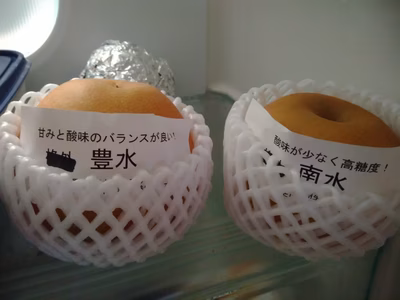 甘みと酸味のバランスが良い!
豊水
酸味が少なく高糖度!
南水